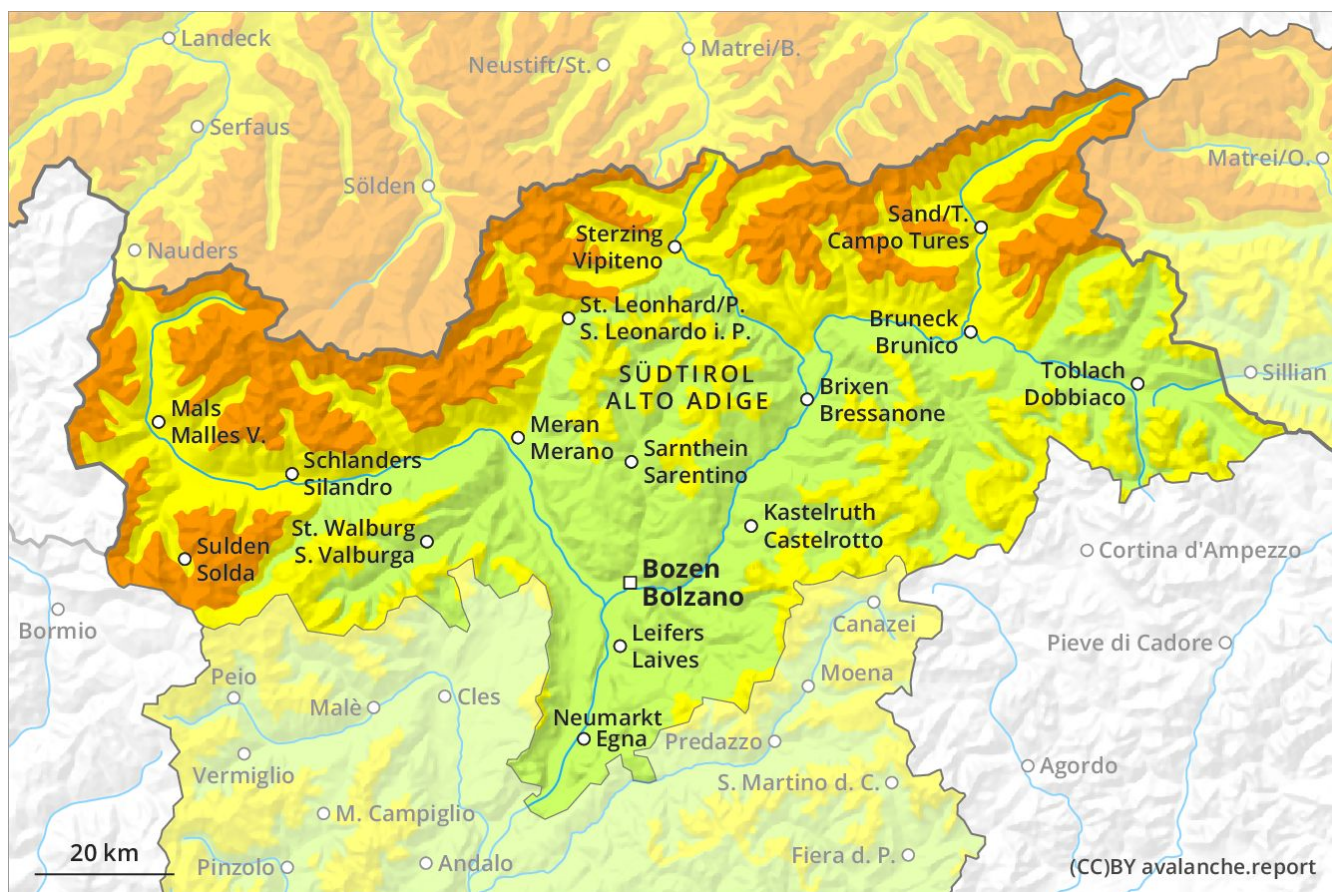 Landeck
Matrei/B.
Neustift/St.
Serfaus
Matrei/O.
Sölden
Sand/T.
Campo Tures
Sterzing
Vipiteno
Nauders
St. Leonhard/P.
S. Leonardo i. P.
Bruneck
Brunico
SÜDTIROL
ALTO ADIGE
Toblach
Dobbiaco
Sillian
Brixen
Bressanone
Mals
Malles V.
Meran
Merano
Sarnthein
Sarentino
Schlanders
Silandro
Kastelruth
Castelrotto
St. Walburg
S. Valburga
Sulden
Solda
Cortina d'Ampezzo
Bozen
Bolzano
Bormio
Canazei
Leifers
Laives
Pieve di Cadore
Peio
Moena
Cles
Malè
Neumarkt
Egna
Predazzo
Vermiglio
Agordo
S. Martino d. C.
M. Campiglio
20 km
Pinzolo
Andalo
Fiera d. P.
(CC)BY avalanche.report